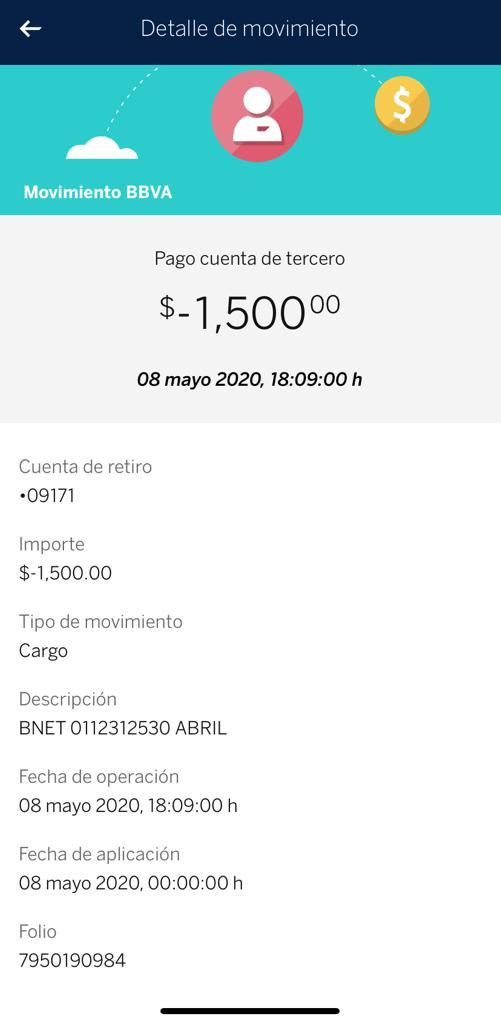 Detalle de movimiento
$
Movimiento BBVA
Pago cuenta de tercero
$-1,500.00
08 mayo 2020, 18:09:00 h
Cuenta de retiro
•09171
Importe
$-1,500.00
Tipo de movimiento
Cargo
Descripción
BNET 0112312530 ABRIL
Fecha de operación
08 mayo 2020, 18:09:00 h
Fecha de aplicación
08 mayo 2020, 00:00:00 h
Folio
7950190984